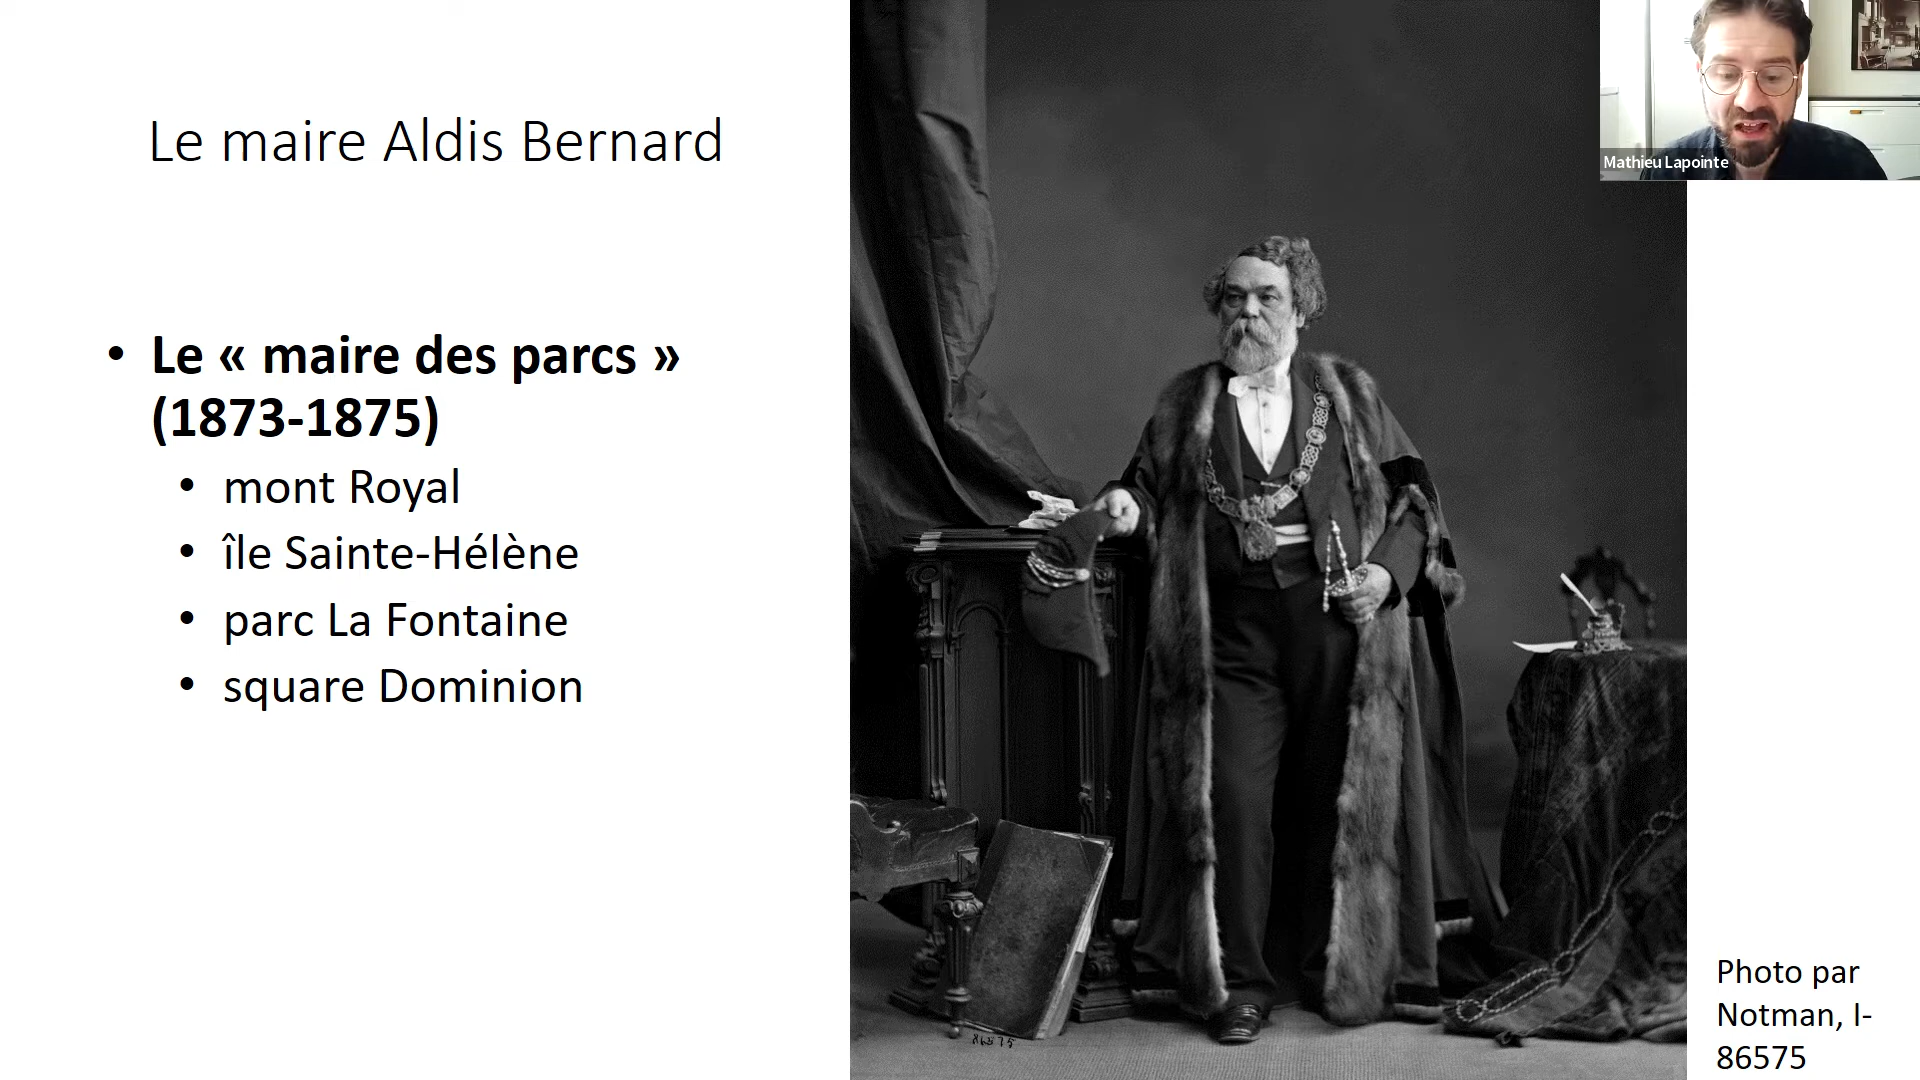 Le maire Aldis Bernard
Mathieu Lapointe
• Le « maire des parcs »
(1873-1875)
• mont Royal
• île Sainte-Hélène
• parc La Fontaine
• square Dominion
86575
Photo par
Notman, I-
86575